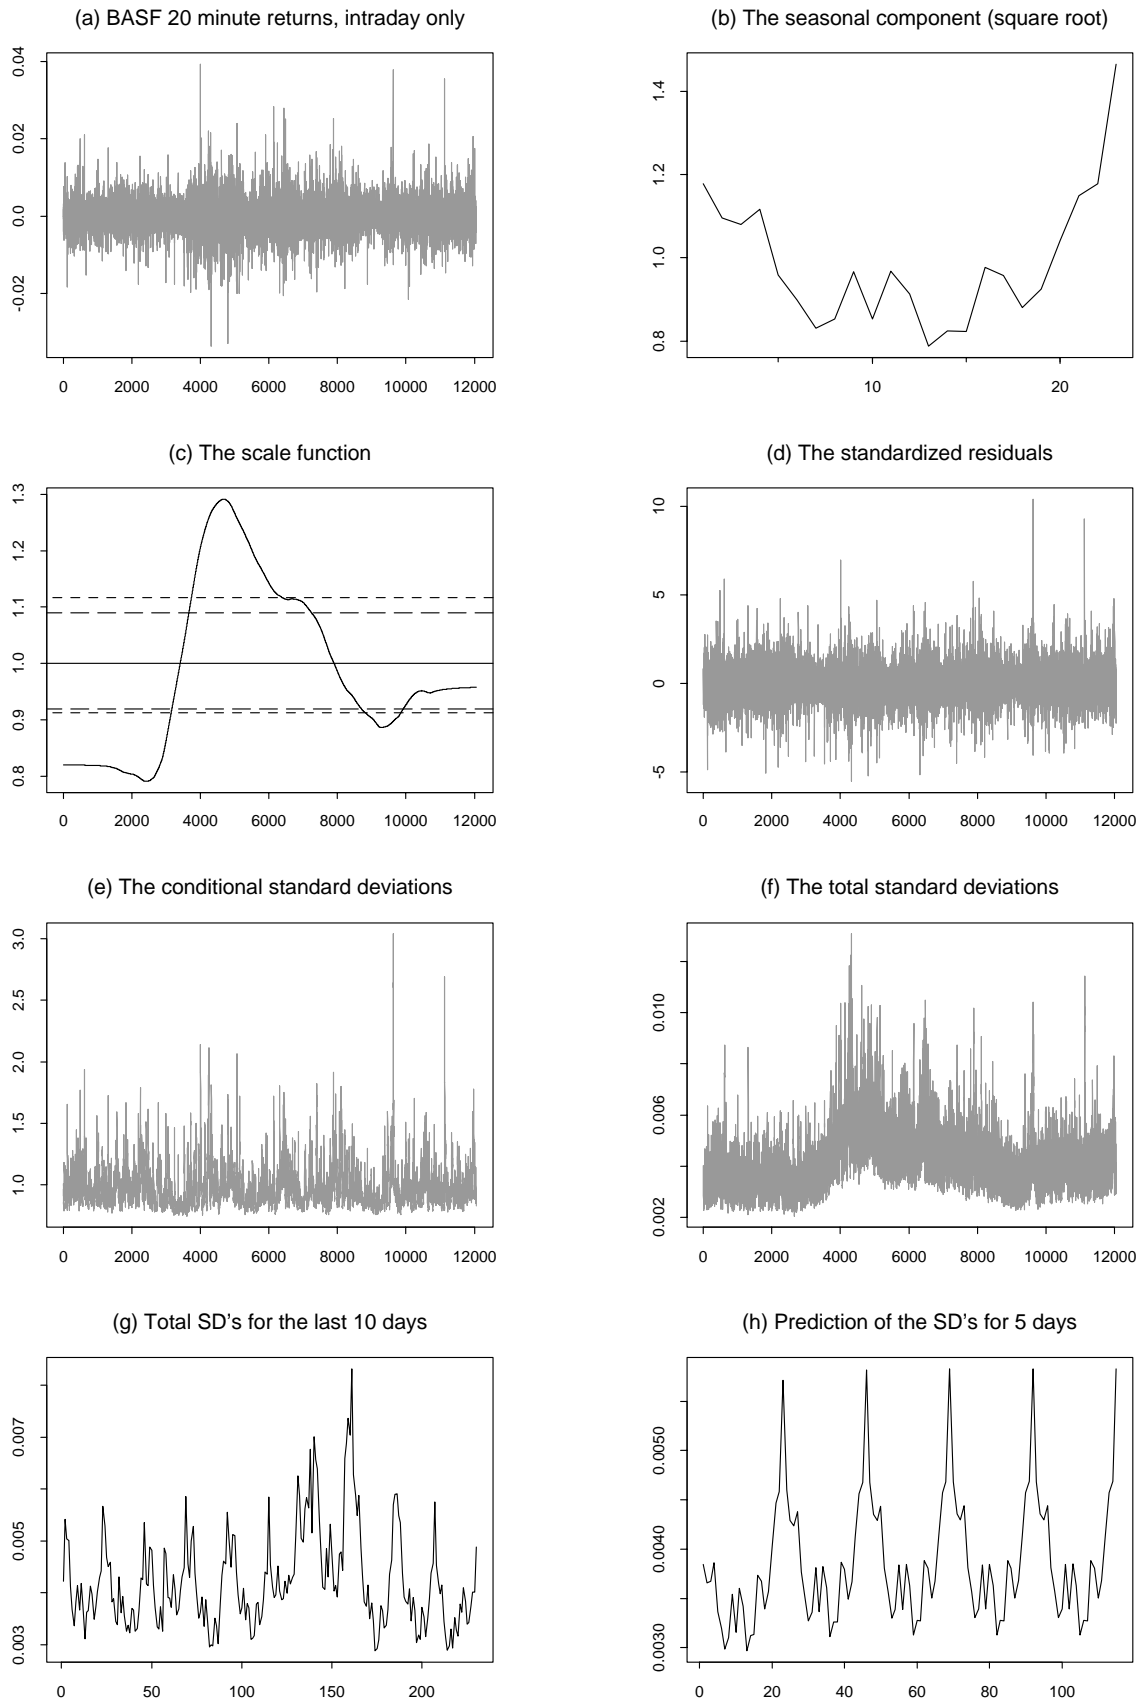 (a) BASF 20 minute returns, intraday only
0.04
0.02
0.0
-0.02
0 2000 4000 6000 8000 10000 12000
(b) The seasonal component (square root)
1.4
1.2
1.0
0.8
10 20
(c) The scale function
1.3
1.2
1.1
1.0
0.9
0.8
0 2000 4000 6000 8000 10000 12000
(d) The standardized residuals
10
5
0
-5
0 2000 4000 6000 8000 10000 12000
(e) The conditional standard deviations
3.0
2.5
2.0
1.5
1.0
0 2000 4000 6000 8000 10000 12000
(f) The total standard deviations
0.010
0.006
0.002
0 2000 4000 6000 8000 10000 12000
(g) Total SD's for the last 10 days
0.007
0.005
0.003
0 50 100 150 200
(h) Prediction of the SD's for 5 days
0.0050
0.0040
0.0030
0 20 40 60 80 100